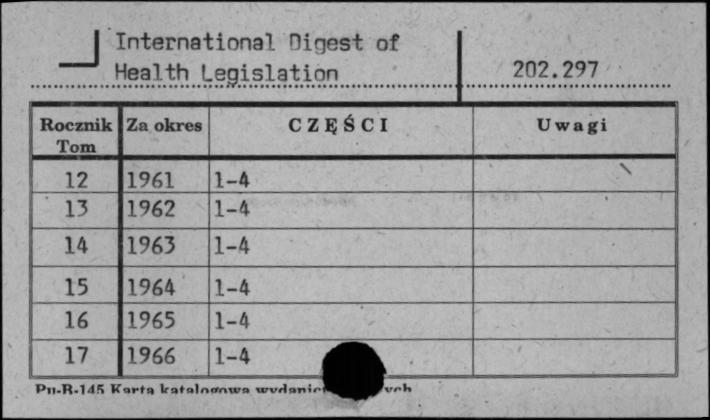 International Digest of
Health Legislation 202.297
Rocznik Tom Za okres CZĘŚCI Uwagi
12 1961 1-4
13 1962 1-4
14 1963 1-4
15 1964 1-4
16 1965 1-4
17 1966 1-4
Pu-B-145 Karta katalogowa